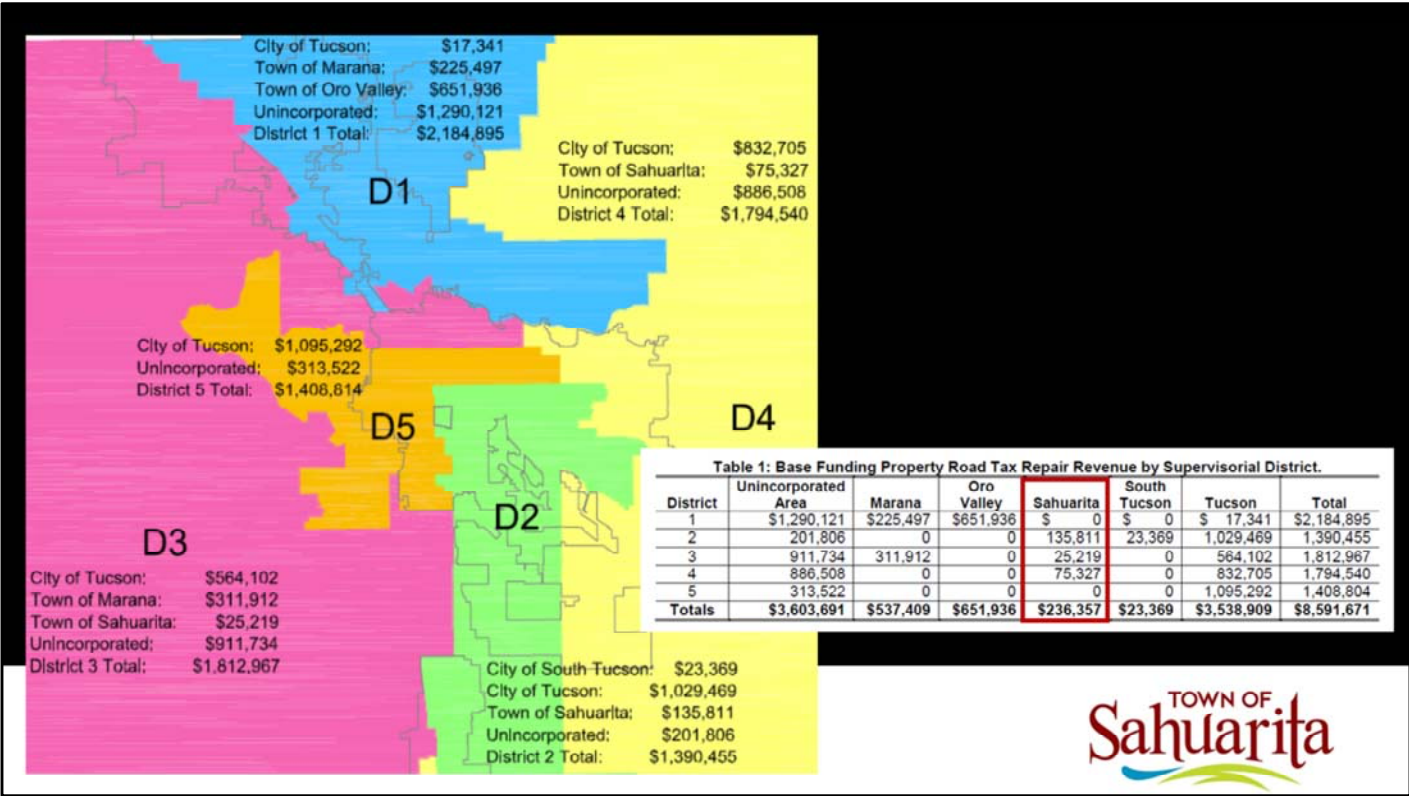 City of Tucson: $17,341
Town of Marana: $225,497
Town of Oro Valley: $651,936
Unincorporated: $1,290,121
District 1 Total: $2,184,895
D1
City of Tucson: $832,705
Town of Sahuarita: $75,327
Unincorporated: $886,508
District 4 Total: $1,794,540
City of Tucson: $1,095,292
Unincorporated: $313,522
District 5 Total: $1,408,814
D5
D4
D2
D3
City of Tucson: $564,102
Town of Marana: $311,912
Town of Sahuarita: $25,219
Unincorporated: $911,734
District 3 Total: $1,812,967
City of South Tucson: $23,369
City of Tucson: $1,029,469
Town of Sahuarita: $135,811
Unincorporated: $201,806
District 2 Total: $1,390,455
Table 1: Base Funding Property Road Tax Repair Revenue by Supervisorial District.
Unincorporated Oro South
District Area Marana Valley Sahuarita Tucson Tucson Total
1 $1,290,121 $225,497 $651,936 $ 0 $ 0 $ 17,341 $2,184,895
2 201,806 0 0 135,811 23,369 1,029,469 1,390,455
3 911,734 311,912 0 25,219 0 564,102 1,812,967
4 886,508 0 0 75,327 0 832,705 1,794,540
5 313,522 0 0 0 0 1,095,292 1,408,804
Totals $3,603,691 $537,409 $651,936 $236,357 $23,369 $3,538,909 $8,591,671
TOWN OF
Sahuarita